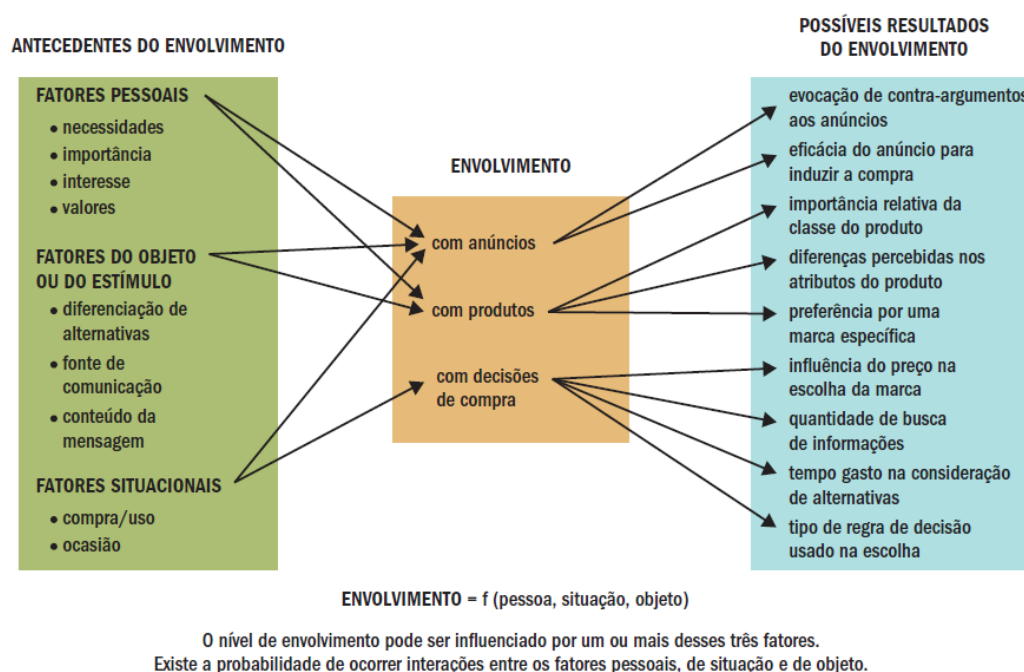 ANTECEDENTES DO ENVOLVIMENTO
FATORES PESSOAIS
• necessidades
• importância
• interesse
• valores
FATORES DO OBJETO
OU DO ESTÍMULO
• diferenciação de
alternativas
• fonte de
comunicação
• conteúdo da
mensagem
FATORES SITUACIONAIS
• compra/uso
• ocasião
ENVOLVIMENTO
com anúncios
com produtos
com decisões
de compra
POSSÍVEIS RESULTADOS
DO ENVOLVIMENTO
evocação de contra-argumentos
aos anúncios
eficácia do anúncio para
induzir a compra
importância relativa da
classe do produto
diferenças percebidas nos
atributos do produto
preferência por uma
marca específica
influência do preço na
escolha da marca
quantidade de busca
de informações
tempo gasto na consideração
de alternativas
tipo de regra de decisão
usado na escolha
ENVOLVIMENTO = f (pessoa, situação, objeto)
O nível de envolvimento pode ser influenciado por um ou mais desses três fatores.
Existe a probabilidade de ocorrer interações entre os fatores pessoais, de situação e de objeto.